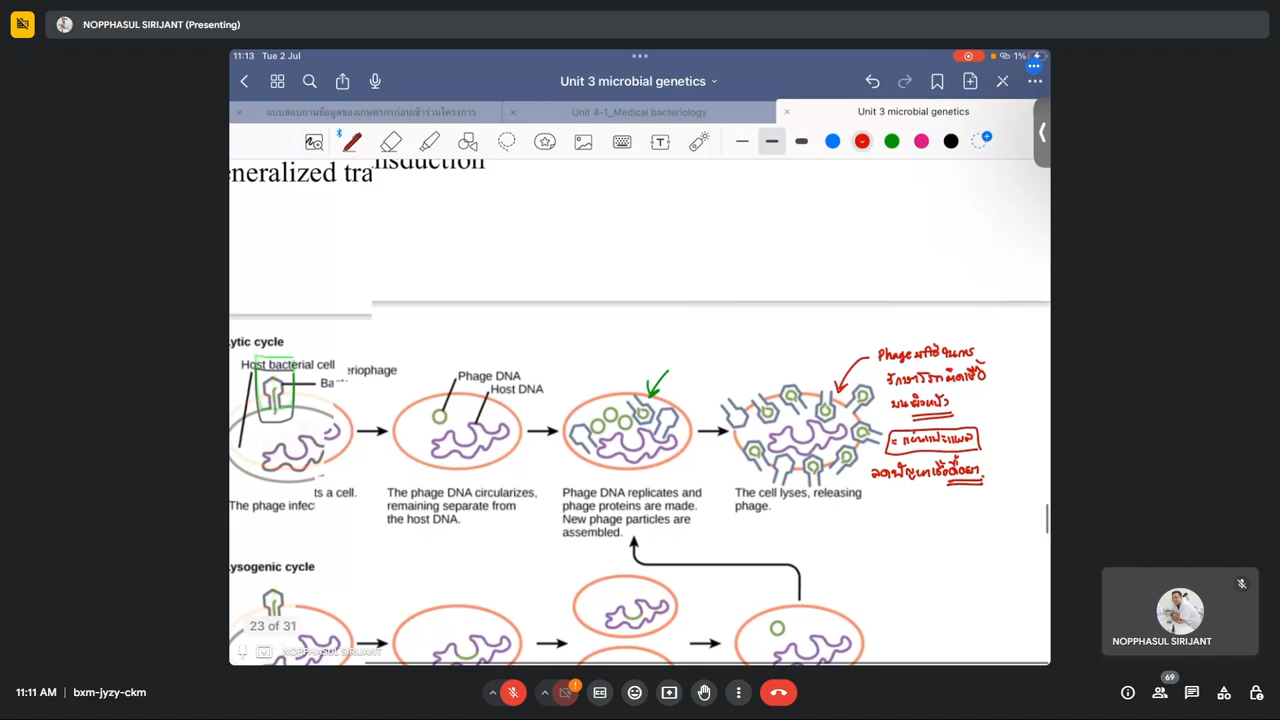 NOPPHASUL SIRIJANT (Presenting)
11:13 Tue 2 Jul
1%
Unit 3 microbial genetics
แบบสอบถามข้อมูลของเกษตรกรก่อนเข้าร่วมโครงการ
Unit 4-1_Medical bacteriology
Unit 3 microbial genetics
eneralized tra nsduction
ytic cycle
Host bacterial cell
Ba eriophage
Phage DNA
Host DNA
Phage มาใช้ในการ
รักษาโรคติดเชื้อ
บนผิวหนัง
= แผ่นแปะแผล
ลดปัญหาเชื้อดื้อยา
The phage infec ts a cell.
The phage DNA circularizes,
remaining separate from
the host DNA.
Phage DNA replicates and
phage proteins are made.
New phage particles are
assembled.
The cell lyses, releasing
phage.
ysogenic cycle
23 of 31
NOPPHASUL SIRIJANT
NOPPHASUL SIRIJANT
11:11 AM bxm-jyzy-ckm
69